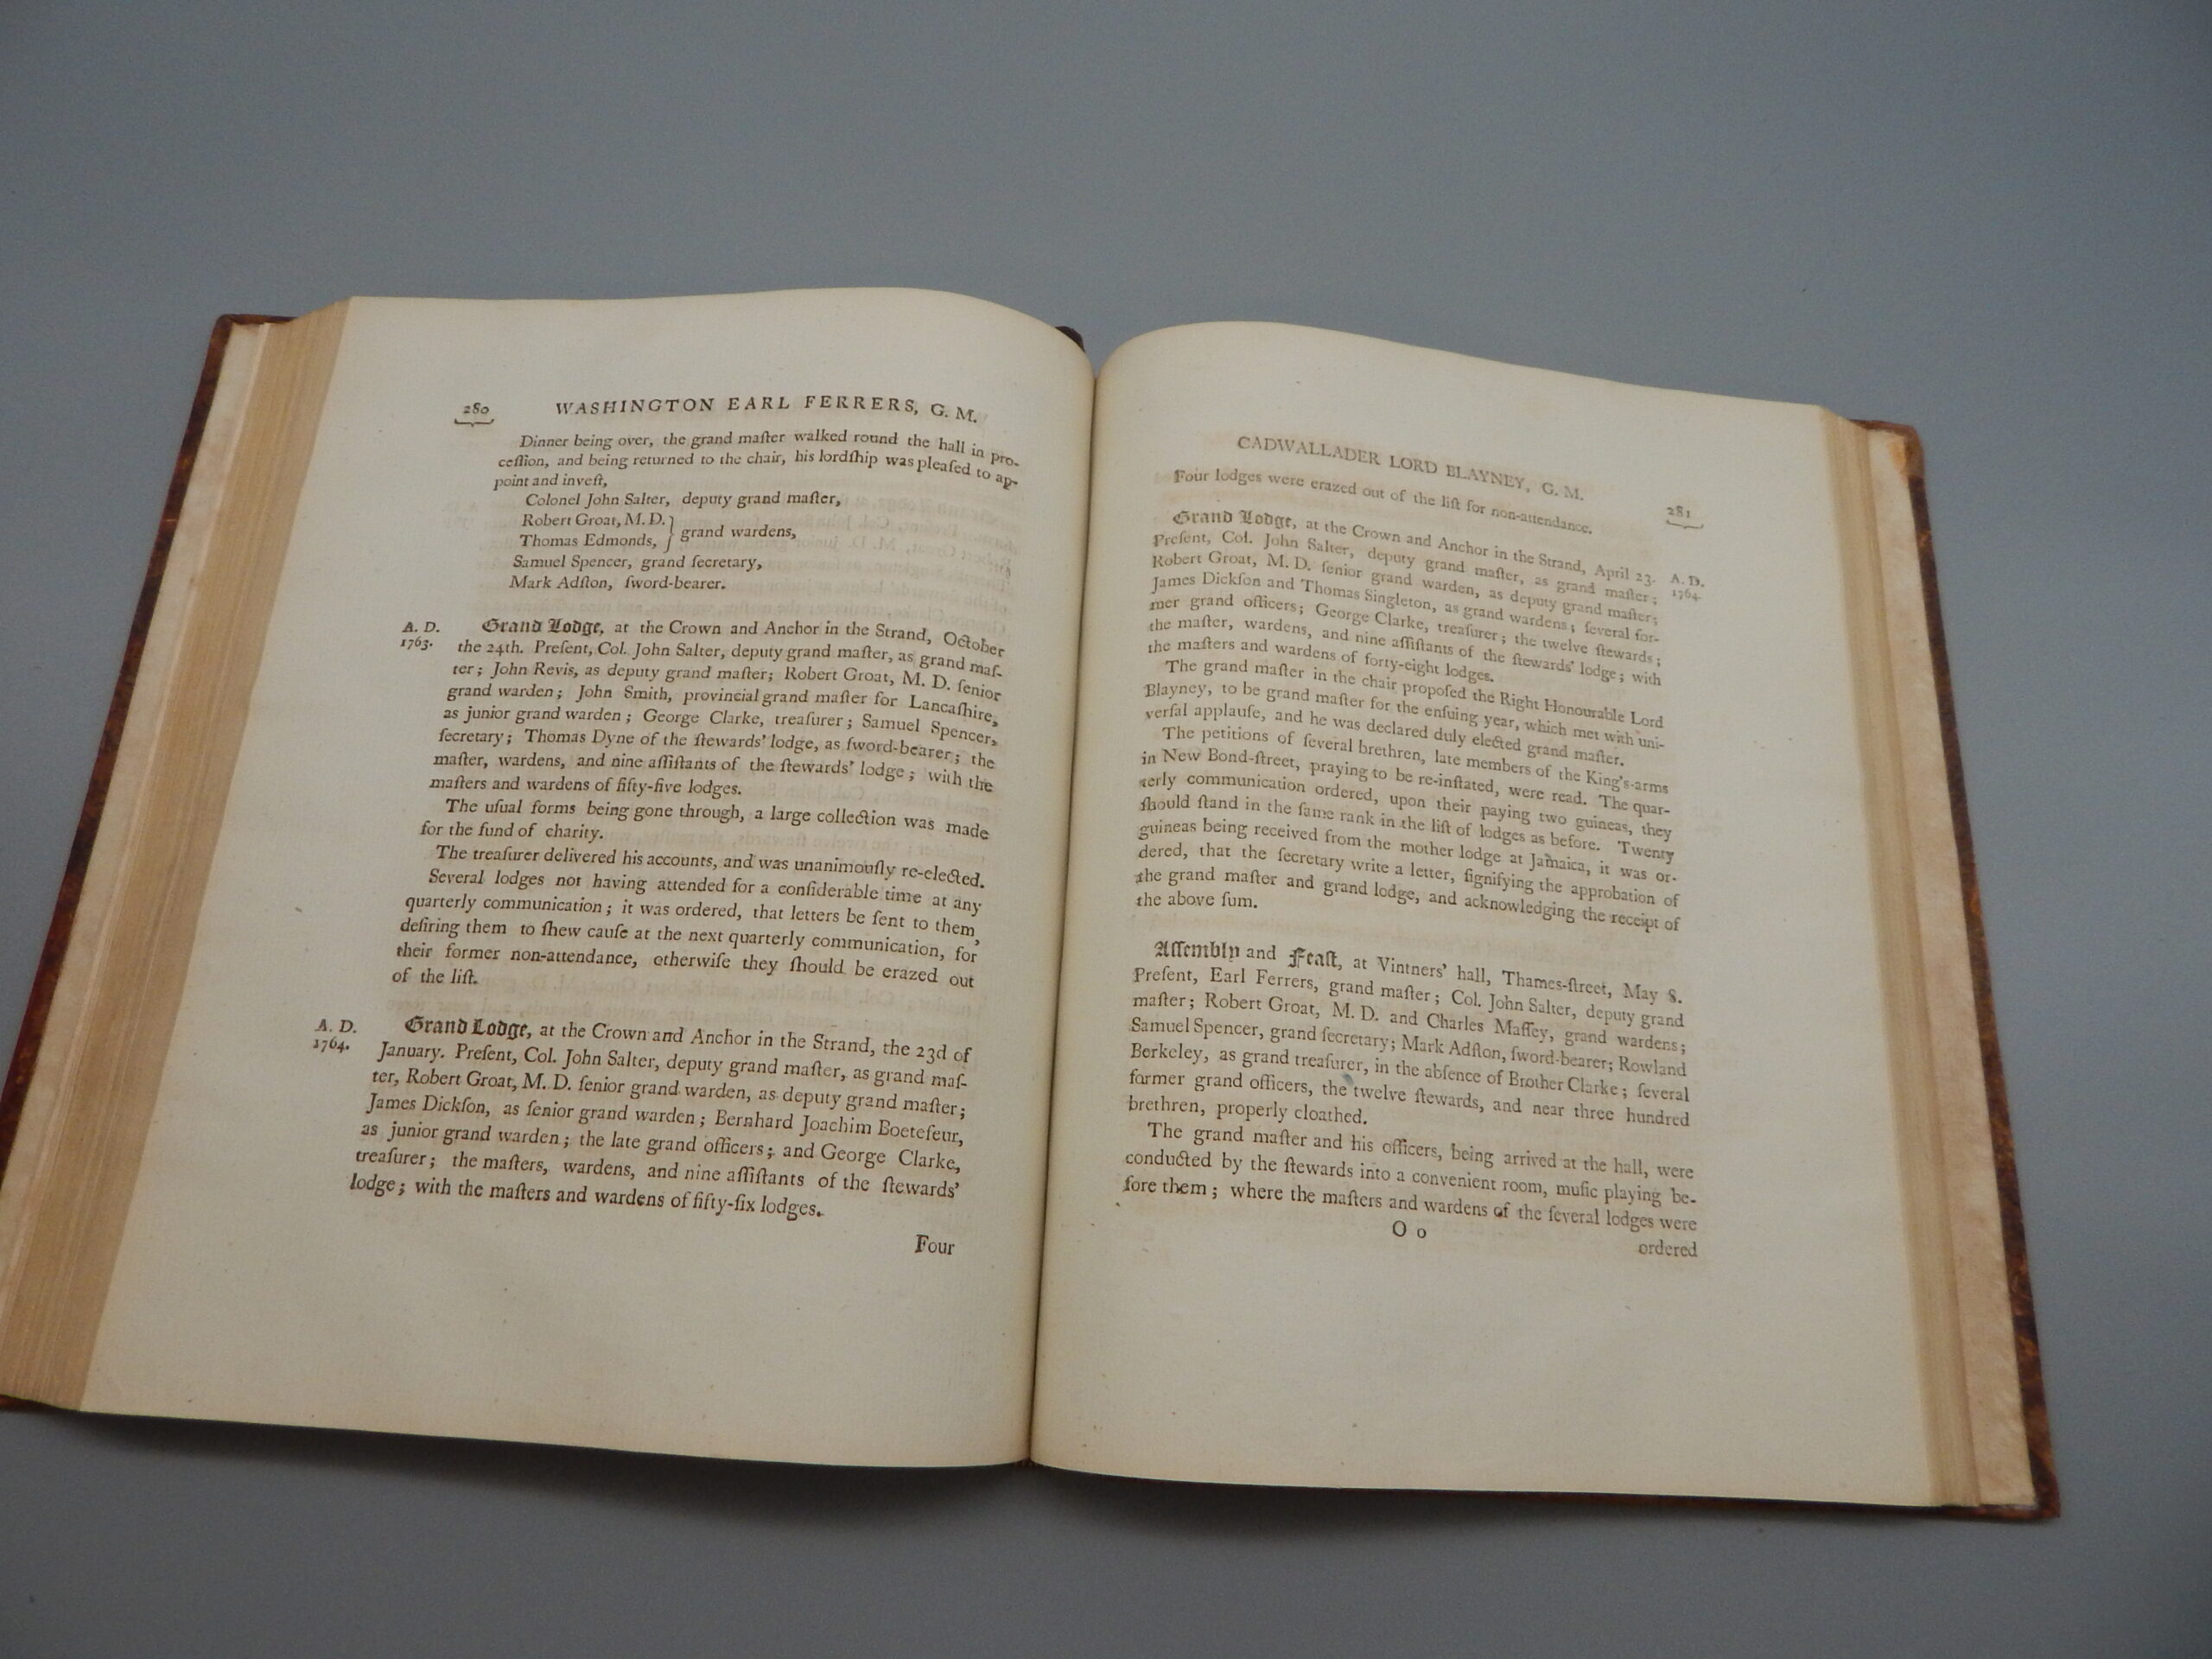 280
WASHINGTON EARL FERRERS, G. M.
Dinner being over, the grand maſter walked round the hall in pro-
ceſſion, and being returned to the chair, his lordſhip was pleaſed to ap-
point and inveſt,
Colonel John Salter, deputy grand maſter,
Robert Groat, M. D. } grand wardens,
Thomas Edmonds,
Samuel Spencer, grand ſecretary,
Mark Adſton, ſword-bearer.
A. D.
1763.
Grand Lodge, at the Crown and Anchor in the Strand, October
the 24th. Preſent, Col. John Salter, deputy grand maſter, as grand maſ-
ter; John Revis, as deputy grand maſter; Robert Groat, M. D. ſenior
grand warden; John Smith, provincial grand maſter for Lancaſhire,
as junior grand warden; George Clarke, treaſurer; Samuel Spencer,
ſecretary; Thomas Dyne of the ſtewards' lodge, as ſword-bearer; the
maſter, wardens, and nine aſſiſtants of the ſtewards' lodge; with the
maſters and wardens of fifty-five lodges.
The uſual forms being gone through, a large collection was made
for the fund of charity.
The treaſurer delivered his accounts, and was unanimouſly re-elected.
Several lodges not having attended for a conſiderable time at any
quarterly communication; it was ordered, that letters be ſent to them,
deſiring them to ſhew cauſe at the next quarterly communication, for
their former non-attendance, otherwiſe they ſhould be erazed out
of the liſt.
A. D.
1764.
Grand Lodge, at the Crown and Anchor in the Strand, the 23d of
January. Preſent, Col. John Salter, deputy grand maſter, as grand maſ-
ter, Robert Groat, M. D. ſenior grand warden, as deputy grand maſter;
James Dickſon, as ſenior grand warden; Bernhard Joachim Boeteſeur,
as junior grand warden; the late grand officers; and George Clarke,
treaſurer; the maſters, wardens, and nine aſſiſtants of the ſtewards'
lodge; with the maſters and wardens of fifty-ſix lodges.
Four
CADWALLADER LORD BLAYNEY, G. M.
281
Four lodges were erazed out of the liſt for non-attendance.
Grand Lodge, at the Crown and Anchor in the Strand, April 23.
A. D.
1764.
Preſent, Col. John Salter, deputy grand maſter, as grand maſter;
Robert Groat, M. D. ſenior grand warden, as deputy grand maſter;
James Dickſon and Thomas Singleton, as grand wardens; ſeveral for-
mer grand officers; George Clarke, treaſurer; the twelve ſtewards;
the maſter, wardens, and nine aſſiſtants of the ſtewards' lodge; with
the maſters and wardens of forty-eight lodges.
The grand maſter in the chair propoſed the Right Honourable Lord
Blayney, to be grand maſter for the enſuing year, which met with uni-
verſal applauſe, and he was declared duly elected grand maſter.
The petitions of ſeveral brethren, late members of the King's-arms
in New Bond-ſtreet, praying to be re-inſtated, were read. The quar-
terly communication ordered, upon their paying two guineas, they
ſhould ſtand in the ſame rank in the liſt of lodges as before. Twenty
guineas being received from the mother lodge at Jamaica, it was or-
dered, that the ſecretary write a letter, ſignifying the approbation of
the grand maſter and grand lodge, and acknowledging the receipt of
the above ſum.
Aſſembly and Feaſt, at Vintners' hall, Thames-ſtreet, May 8.
Preſent, Earl Ferrers, grand maſter; Col. John Salter, deputy grand
maſter; Robert Groat, M. D. and Charles Maſſey, grand wardens;
Samuel Spencer, grand ſecretary; Mark Adſton, ſword-bearer; Rowland
Berkeley, as grand treaſurer, in the abſence of Brother Clarke; ſeveral
former grand officers, the twelve ſtewards, and near three hundred
brethren, properly cloathed.
The grand maſter and his officers, being arrived at the hall, were
conducted by the ſtewards into a convenient room, muſic playing be-
fore them; where the maſters and wardens of the ſeveral lodges were
O o
ordered